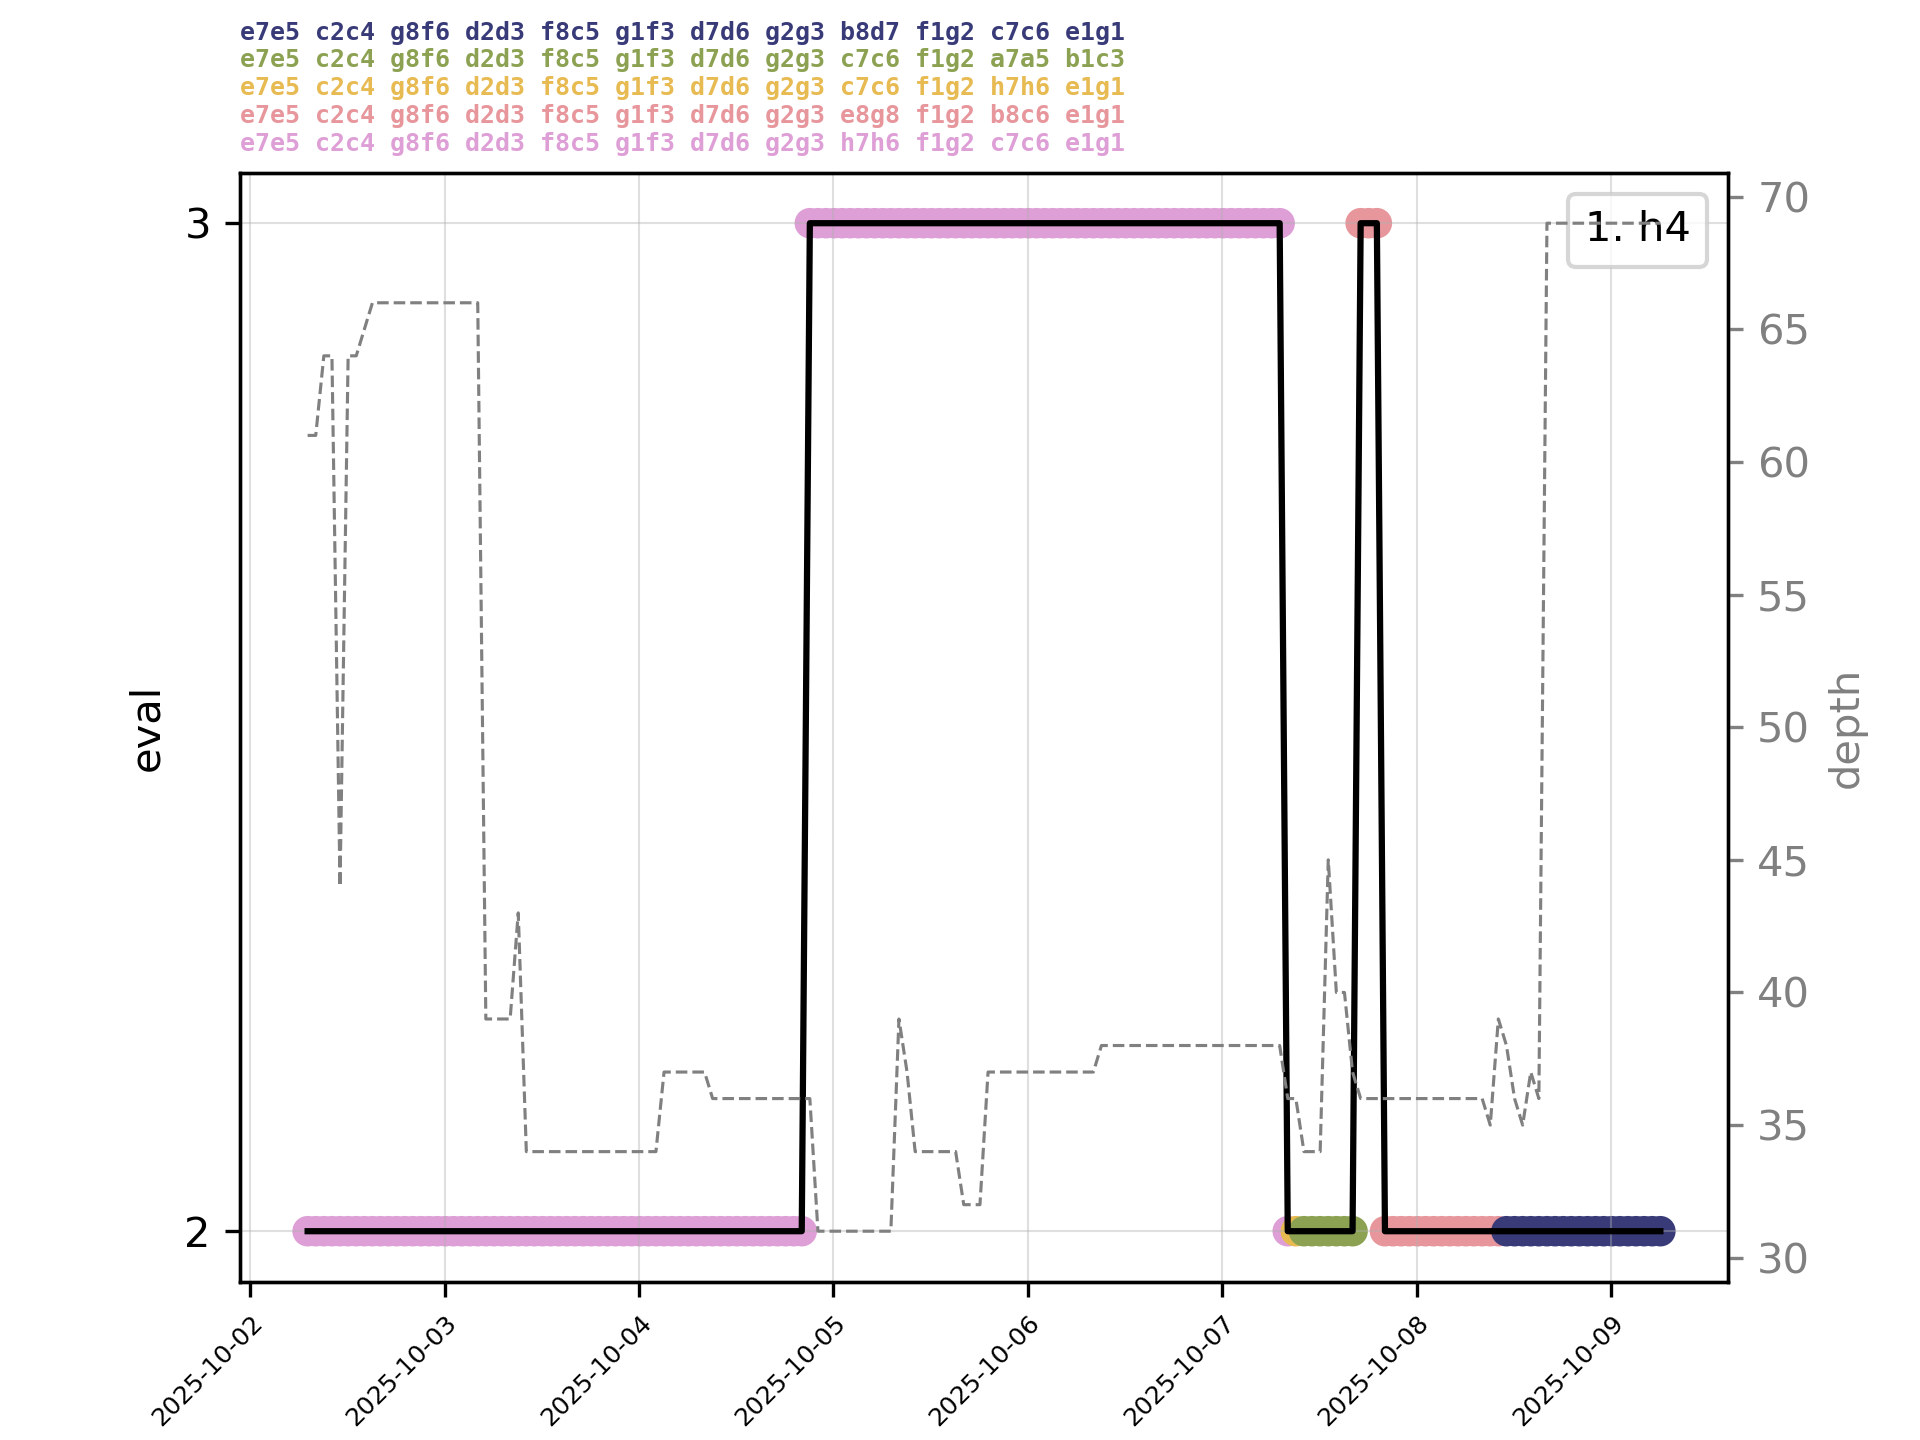 e7e5 c2c4 g8f6 d2d3 f8c5 g1f3 d7d6 g2g3 b8d7 f1g2 c7c6 e1g1
e7e5 c2c4 g8f6 d2d3 f8c5 g1f3 d7d6 g2g3 c7c6 f1g2 a7a5 b1c3
e7e5 c2c4 g8f6 d2d3 f8c5 g1f3 d7d6 g2g3 c7c6 f1g2 h7h6 e1g1
e7e5 c2c4 g8f6 d2d3 f8c5 g1f3 d7d6 g2g3 e8g8 f1g2 b8c6 e1g1
e7e5 c2c4 g8f6 d2d3 f8c5 g1f3 d7d6 g2g3 h7h6 f1g2 c7c6 e1g1
3
2
eval
1. h4
70
65
60
55
50
45
40
35
30
depth
2025-10-02
2025-10-03
2025-10-04
2025-10-05
2025-10-06
2025-10-07
2025-10-08
2025-10-09